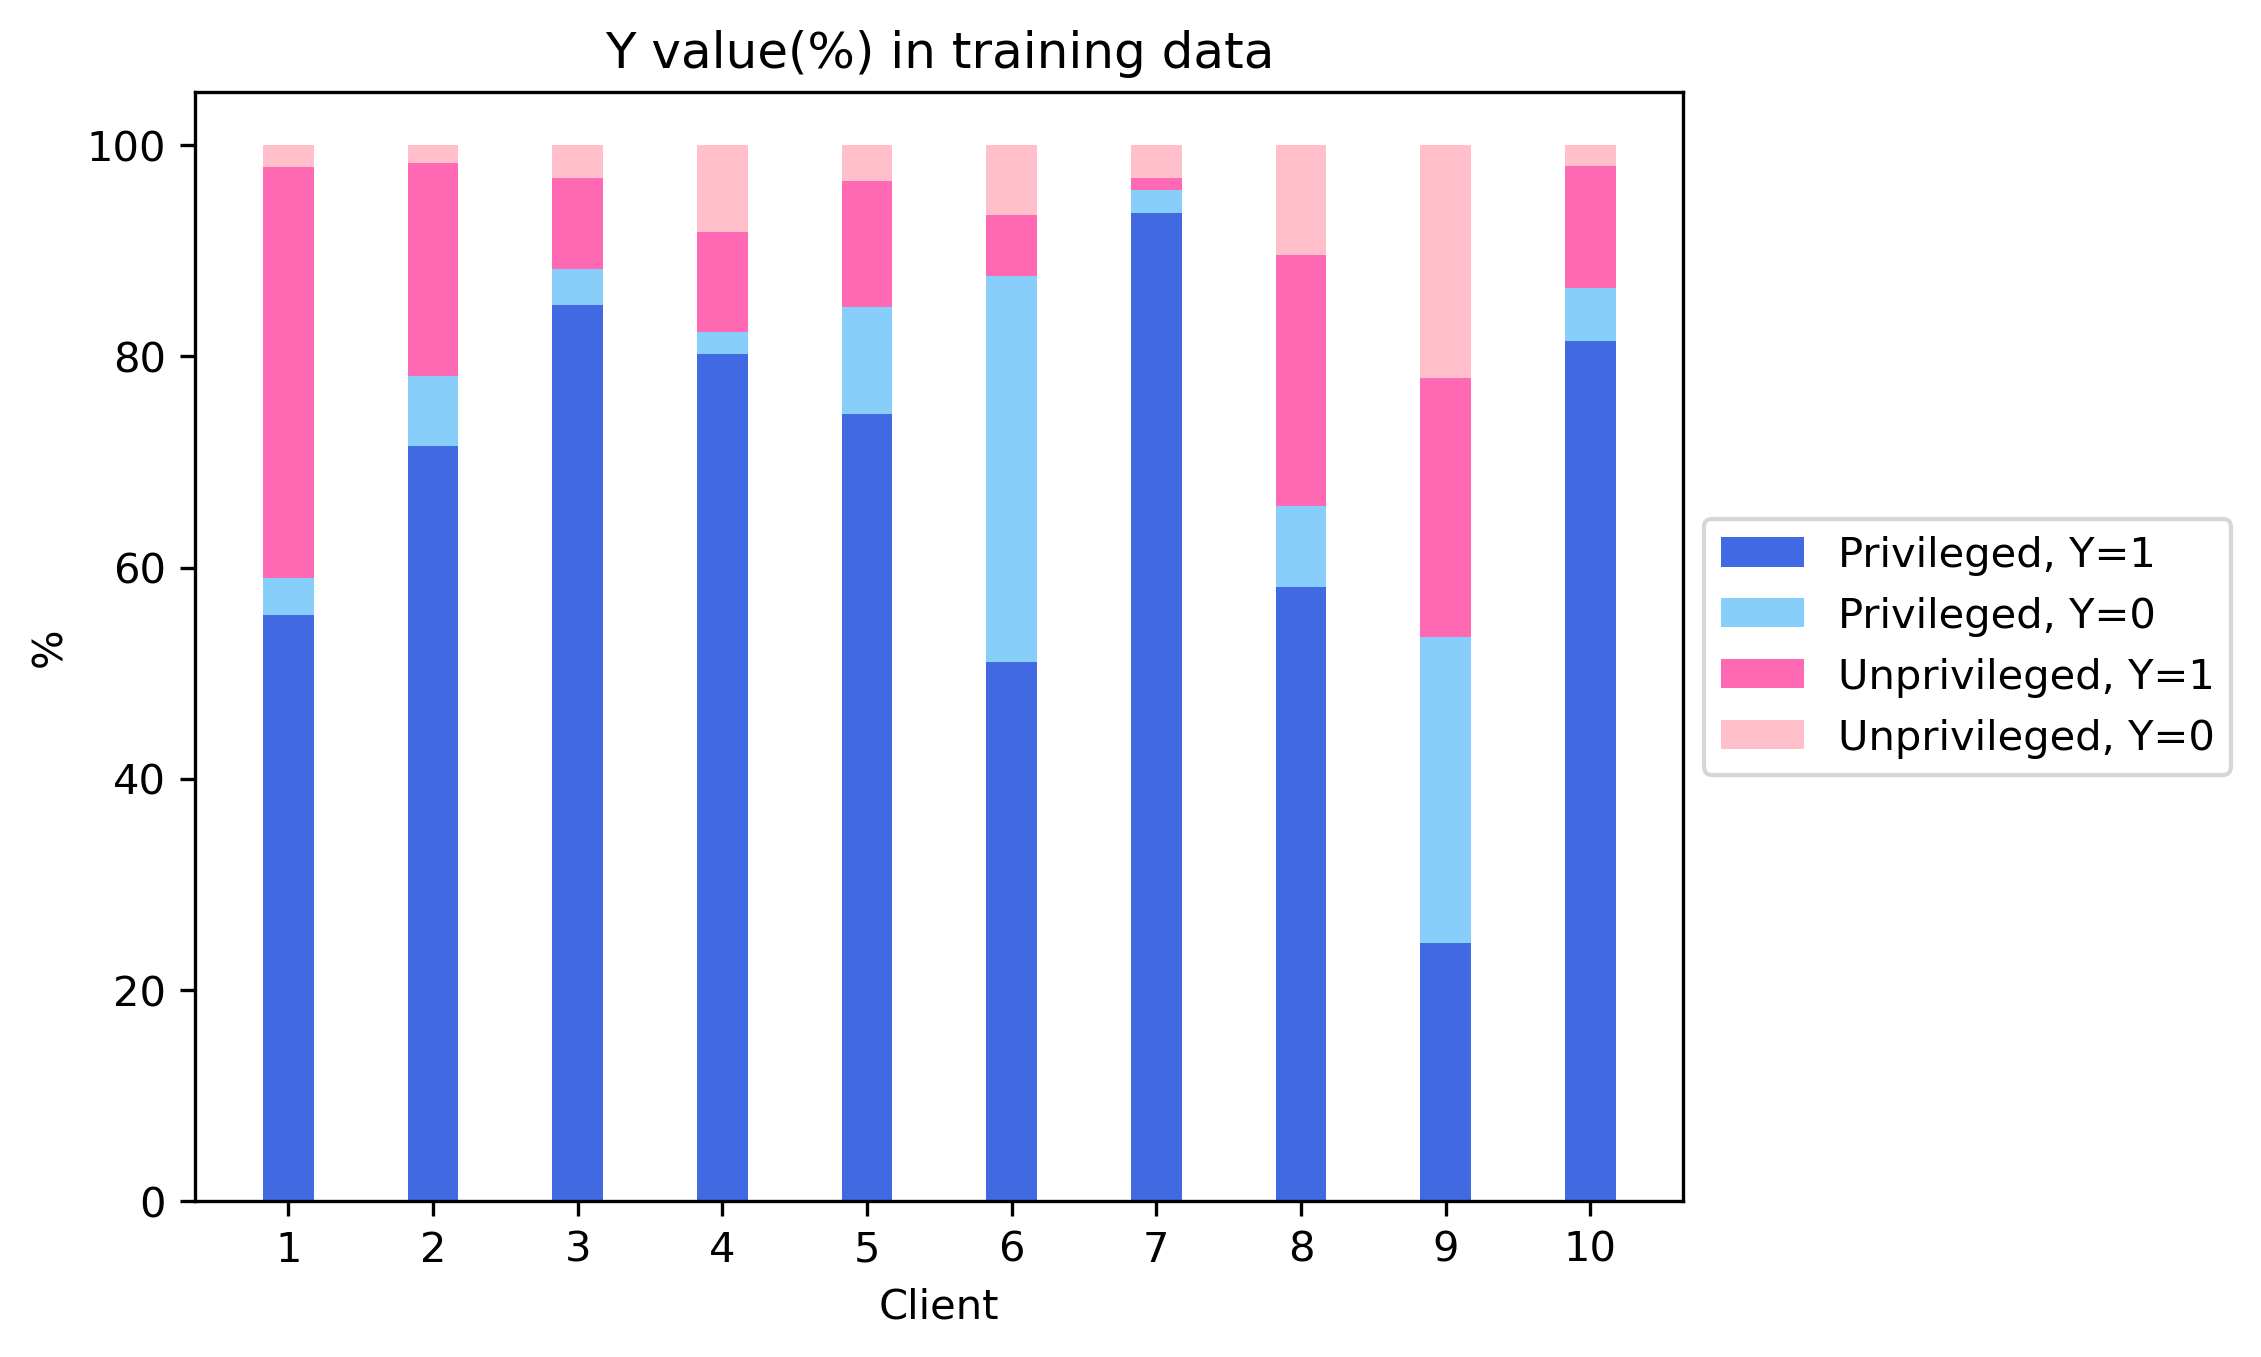 Y value(%) in training data
100
80
60
40
20
0
%
1 2 3 4 5 6 7 8 9 10
Client
Privileged, Y=1
Privileged, Y=0
Unprivileged, Y=1
Unprivileged, Y=0